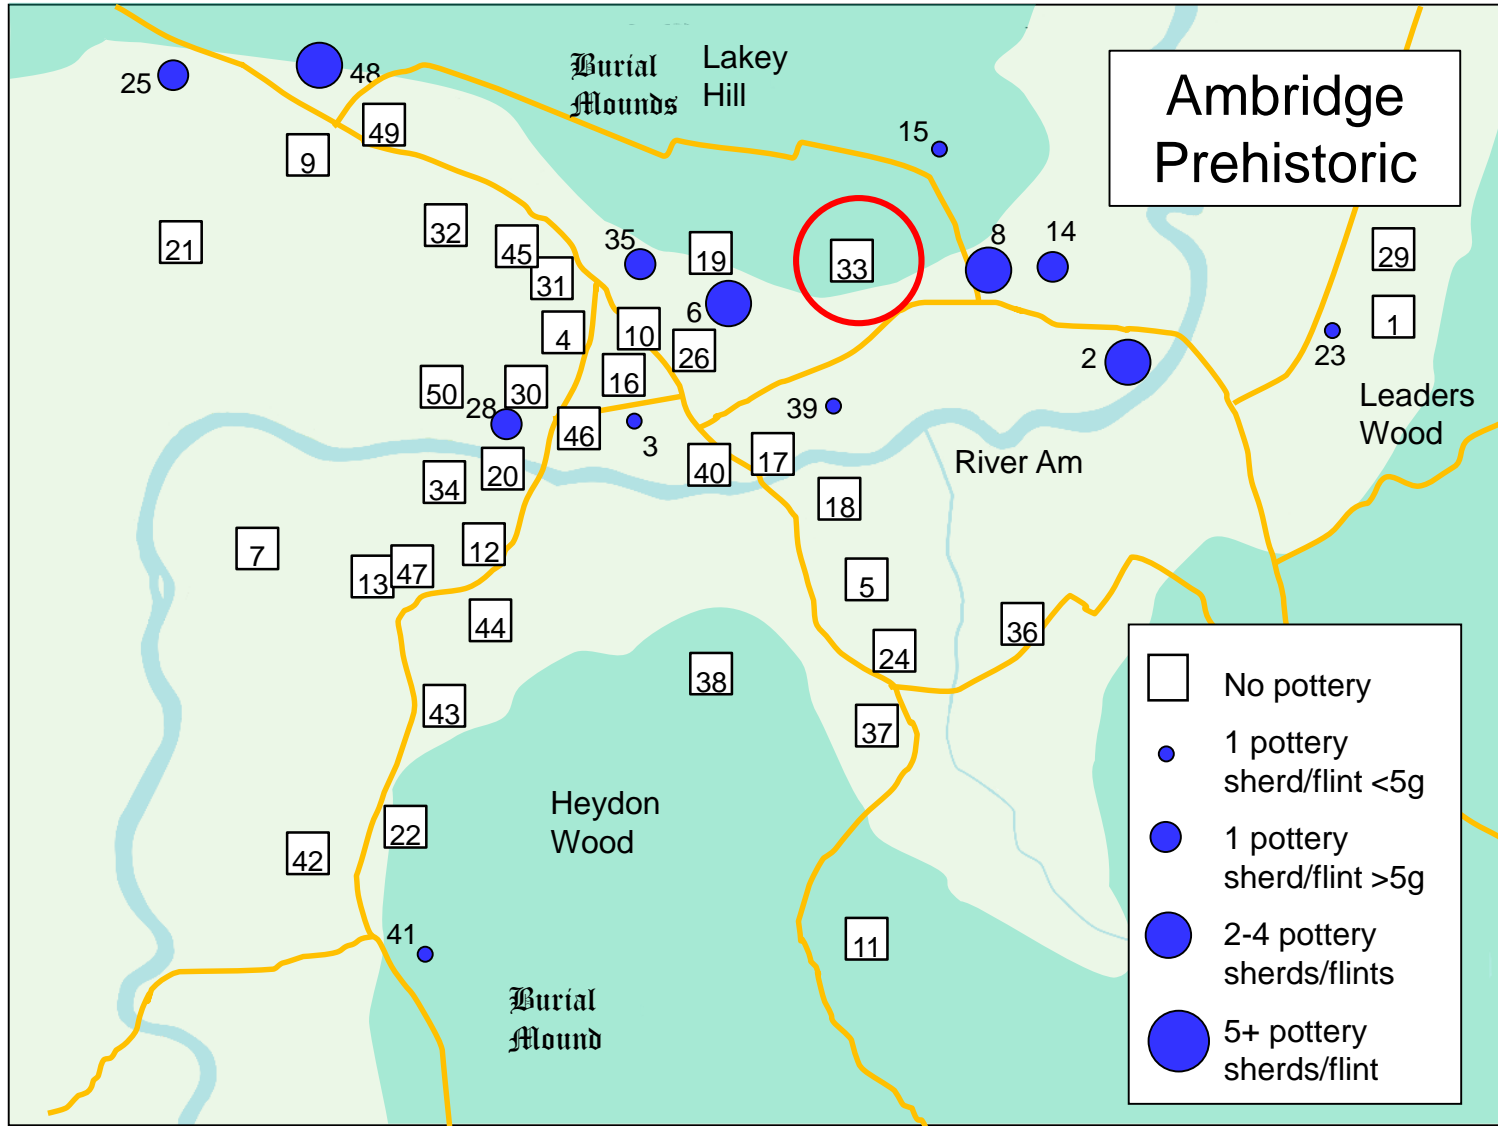 Ambridge
Prehistoric
Burial
Mounds
Lakey
Hill
25
48
49
9
15
21
32
45
31
35
19
33
8
14
29
1
23
4
10
6
26
2
16
50
30
28
46
3
39
Leaders
Wood
40
17
River Am
34
20
18
7
13
47
12
5
44
36
24
38
43
37
Heydon
Wood
22
42
41
11
Burial
Mound
No pottery
1 pottery
sherd/flint <5g
1 pottery
sherd/flint >5g
2-4 pottery
sherds/flints
5+ pottery
sherds/flint